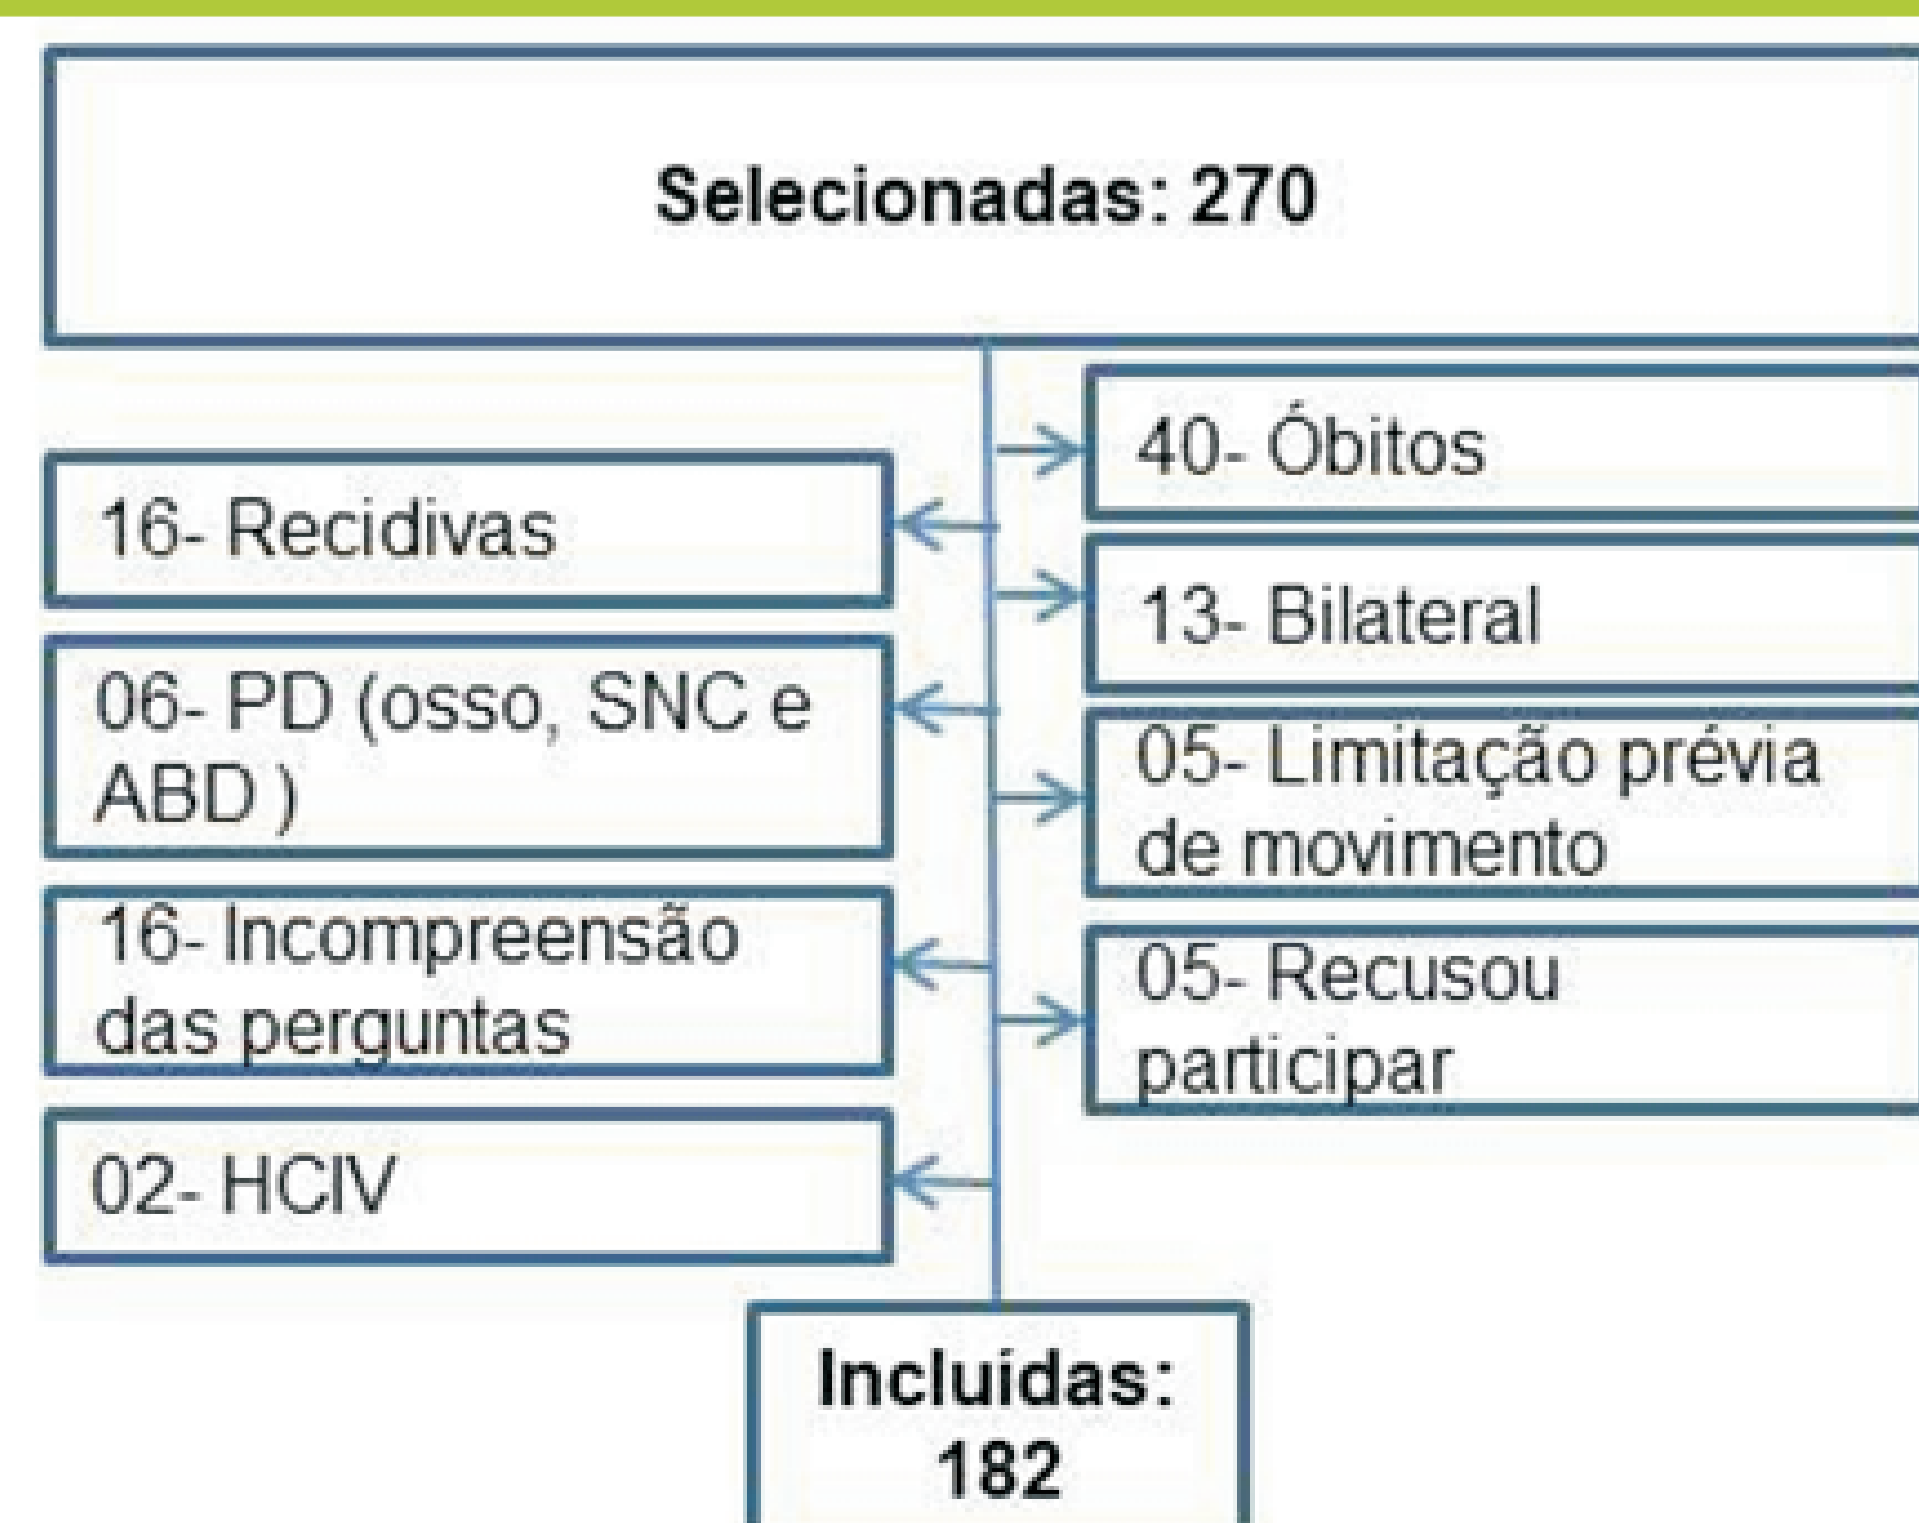 Selecionadas: 270
40- Óbitos
16- Recidivas
13- Bilateral
06- PD (osso, SNC e
ABD )
05- Limitação prévia
de movimento
16- Incompreensão
das perguntas
05- Recusou
participar
02- HCIV
Incluídas:
182